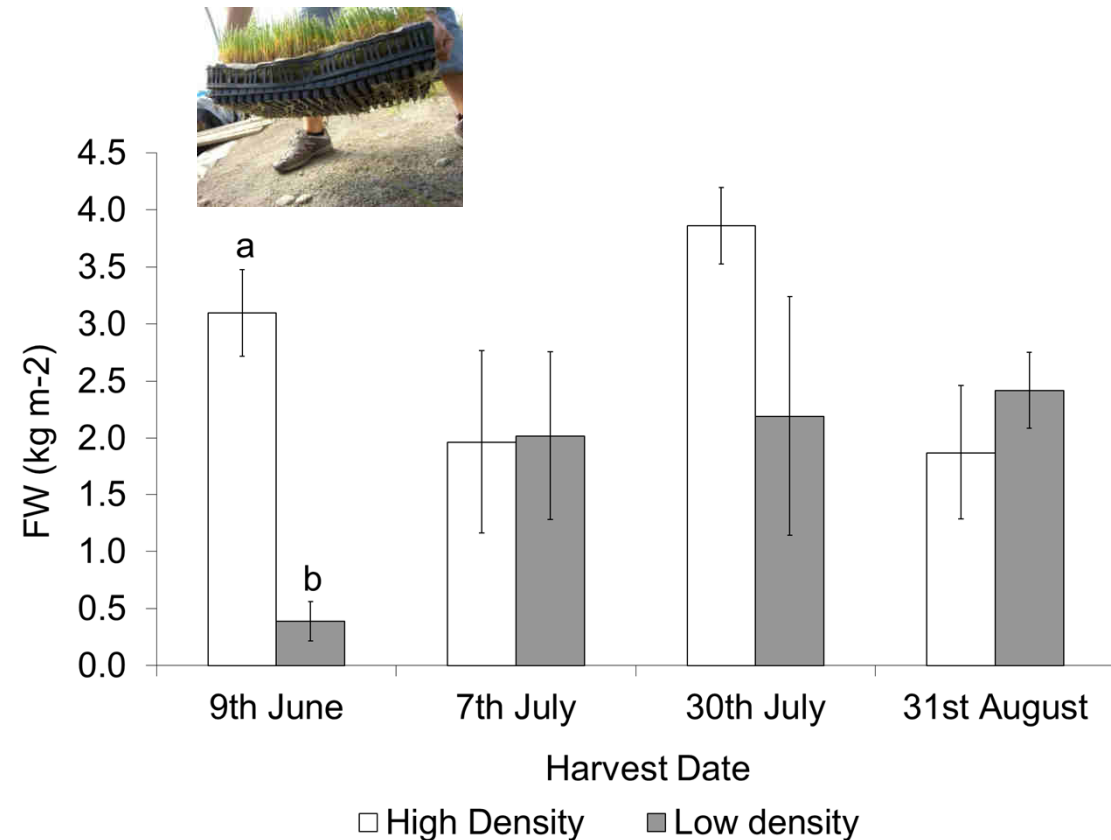 4.5
4.0
3.5
3.0
2.5
2.0
1.5
1.0
0.5
0.0
FW (kg m-2)
a
b
9th June 7th July 30th July 31st August
Harvest Date
High Density Low density